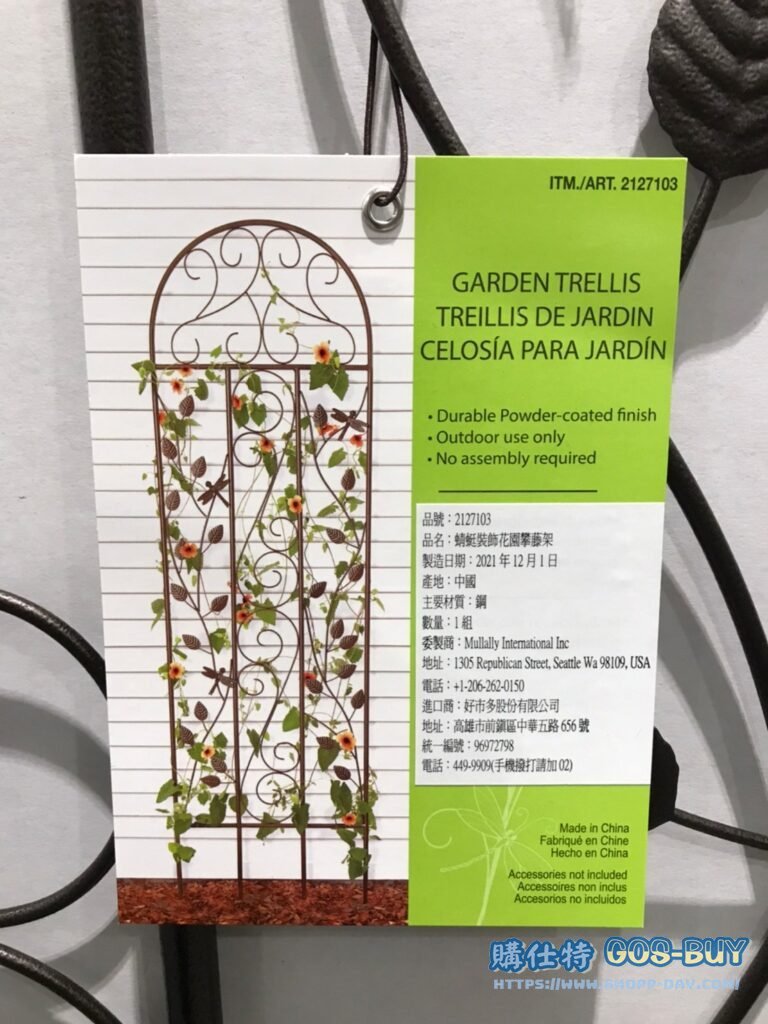 ITM./ART. 2127103
GARDEN TRELLIS
TREILLIS DE JARDIN
CELOSÍA PARA JARDÍN
• Durable Powder-coated finish
• Outdoor use only
• No assembly required
品號：2127103
品名：蜻蜓裝飾花園攀藤架
製造日期：2021 年 12 月 1 日
產地：中國
主要材質：鋼
數量：1 組
委製商：Mullally International Inc
地址：1305 Republican Street, Seattle Wa 98109, USA
電話：+1-206-262-0150
進口商：好市多股份有限公司
地址：高雄市前鎮區中華五路 656 號
統一編號：96972798
電話：449-9909(手機撥打請加 02)
Made in China
Fabriqué en Chine
Hecho en China
Accessories not included
Accessoires non inclus
Accesorios no incluidos
購仕特 GOS-BUY
HTTPS://WWW.SHOPP-DAY.COM/